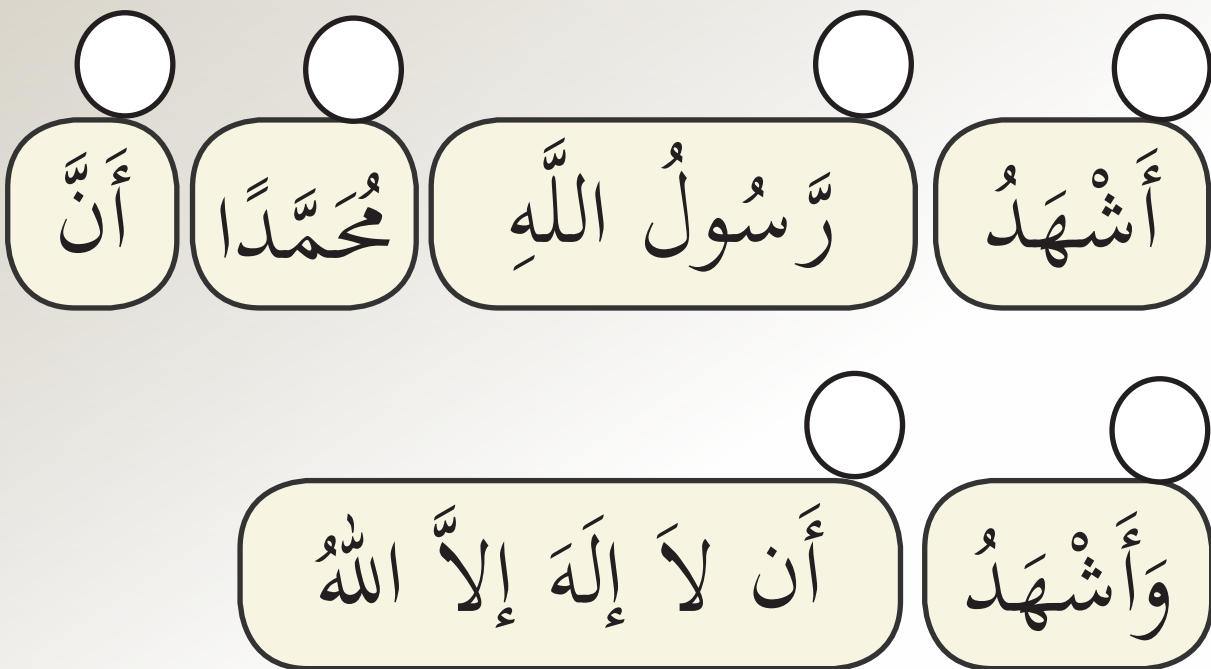 أَشْهَدُ رَّسُولُ اللَّهِ مُحَمَّدًا أَنَّ
وَأَشْهَدُ أَن لاَ إِلَهَ إِلاَّ اللهُ